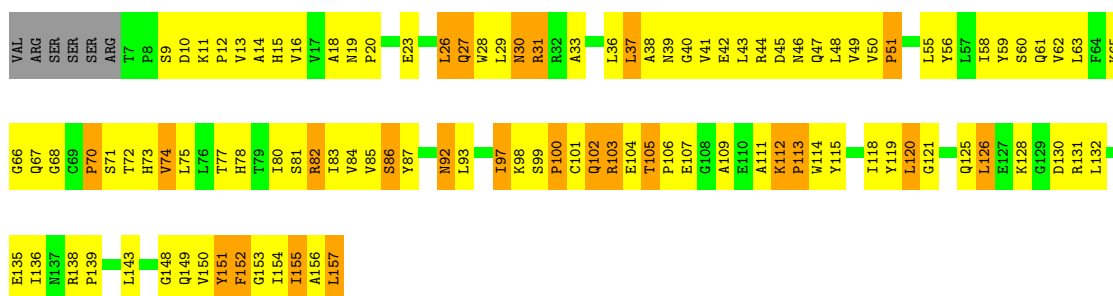 VAL ARG SER SER SER ARG T7 P8 S9 D10 K11 P12 V13 A14 H15 V16 V17 A18 N19 P20 E23 L26 Q27 W28 L29 N30 R31 R32 A33 L36 L37 A38 N39 G40 V41 E42 L43 R44 D45 N46 Q47 L48 V49 V50 P51 L55 Y56 L57 I58 Y59 S60 Q61 V62 L63 F64 K65
G66 Q67 G68 C69 P70 S71 T72 H73 V74 L75 L76 T77 H78 T79 I80 S81 R82 I83 V84 V85 S86 Y87 N92 L93 I97 K98 S99 P100 C101 Q102 R103 E104 T105 P106 E107 G108 A109 E110 A111 K112 P113 W114 Y115 I118 Y119 L120 G121 Q125 L126 E127 K128 G129 D130 R131 L132
E135 I136 N137 R138 P139 L143 G148 Q149 V150 Y151 F152 G153 I154 I155 A156 L157